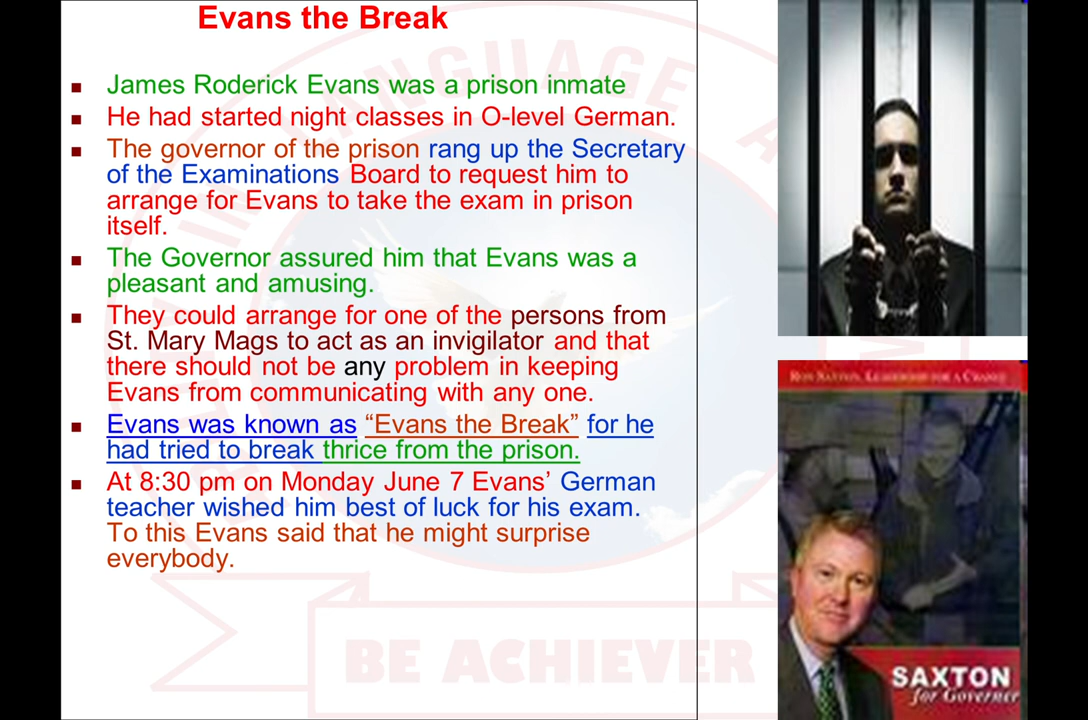 Evans the Break
James Roderick Evans was a prison inmate
He had started night classes in O-level German.
The governor of the prison rang up the Secretary
of the Examinations Board to request him to
arrange for Evans to take the exam in prison
itself.
The Governor assured him that Evans was a
pleasant and amusing.
They could arrange for one of the persons from
St. Mary Mags to act as an invigilator and that
there should not be any problem in keeping
Evans from communicating with any one.
Evans was known as “Evans the Break” for he
had tried to break thrice from the prison.
At 8:30 pm on Monday June 7 Evans’ German
teacher wished him best of luck for his exam.
To this Evans said that he might surprise
everybody.
BE ACHIEVER
RON SAXTON, LEADERSHIP FOR A CHANGE
SAXTON
for Governor